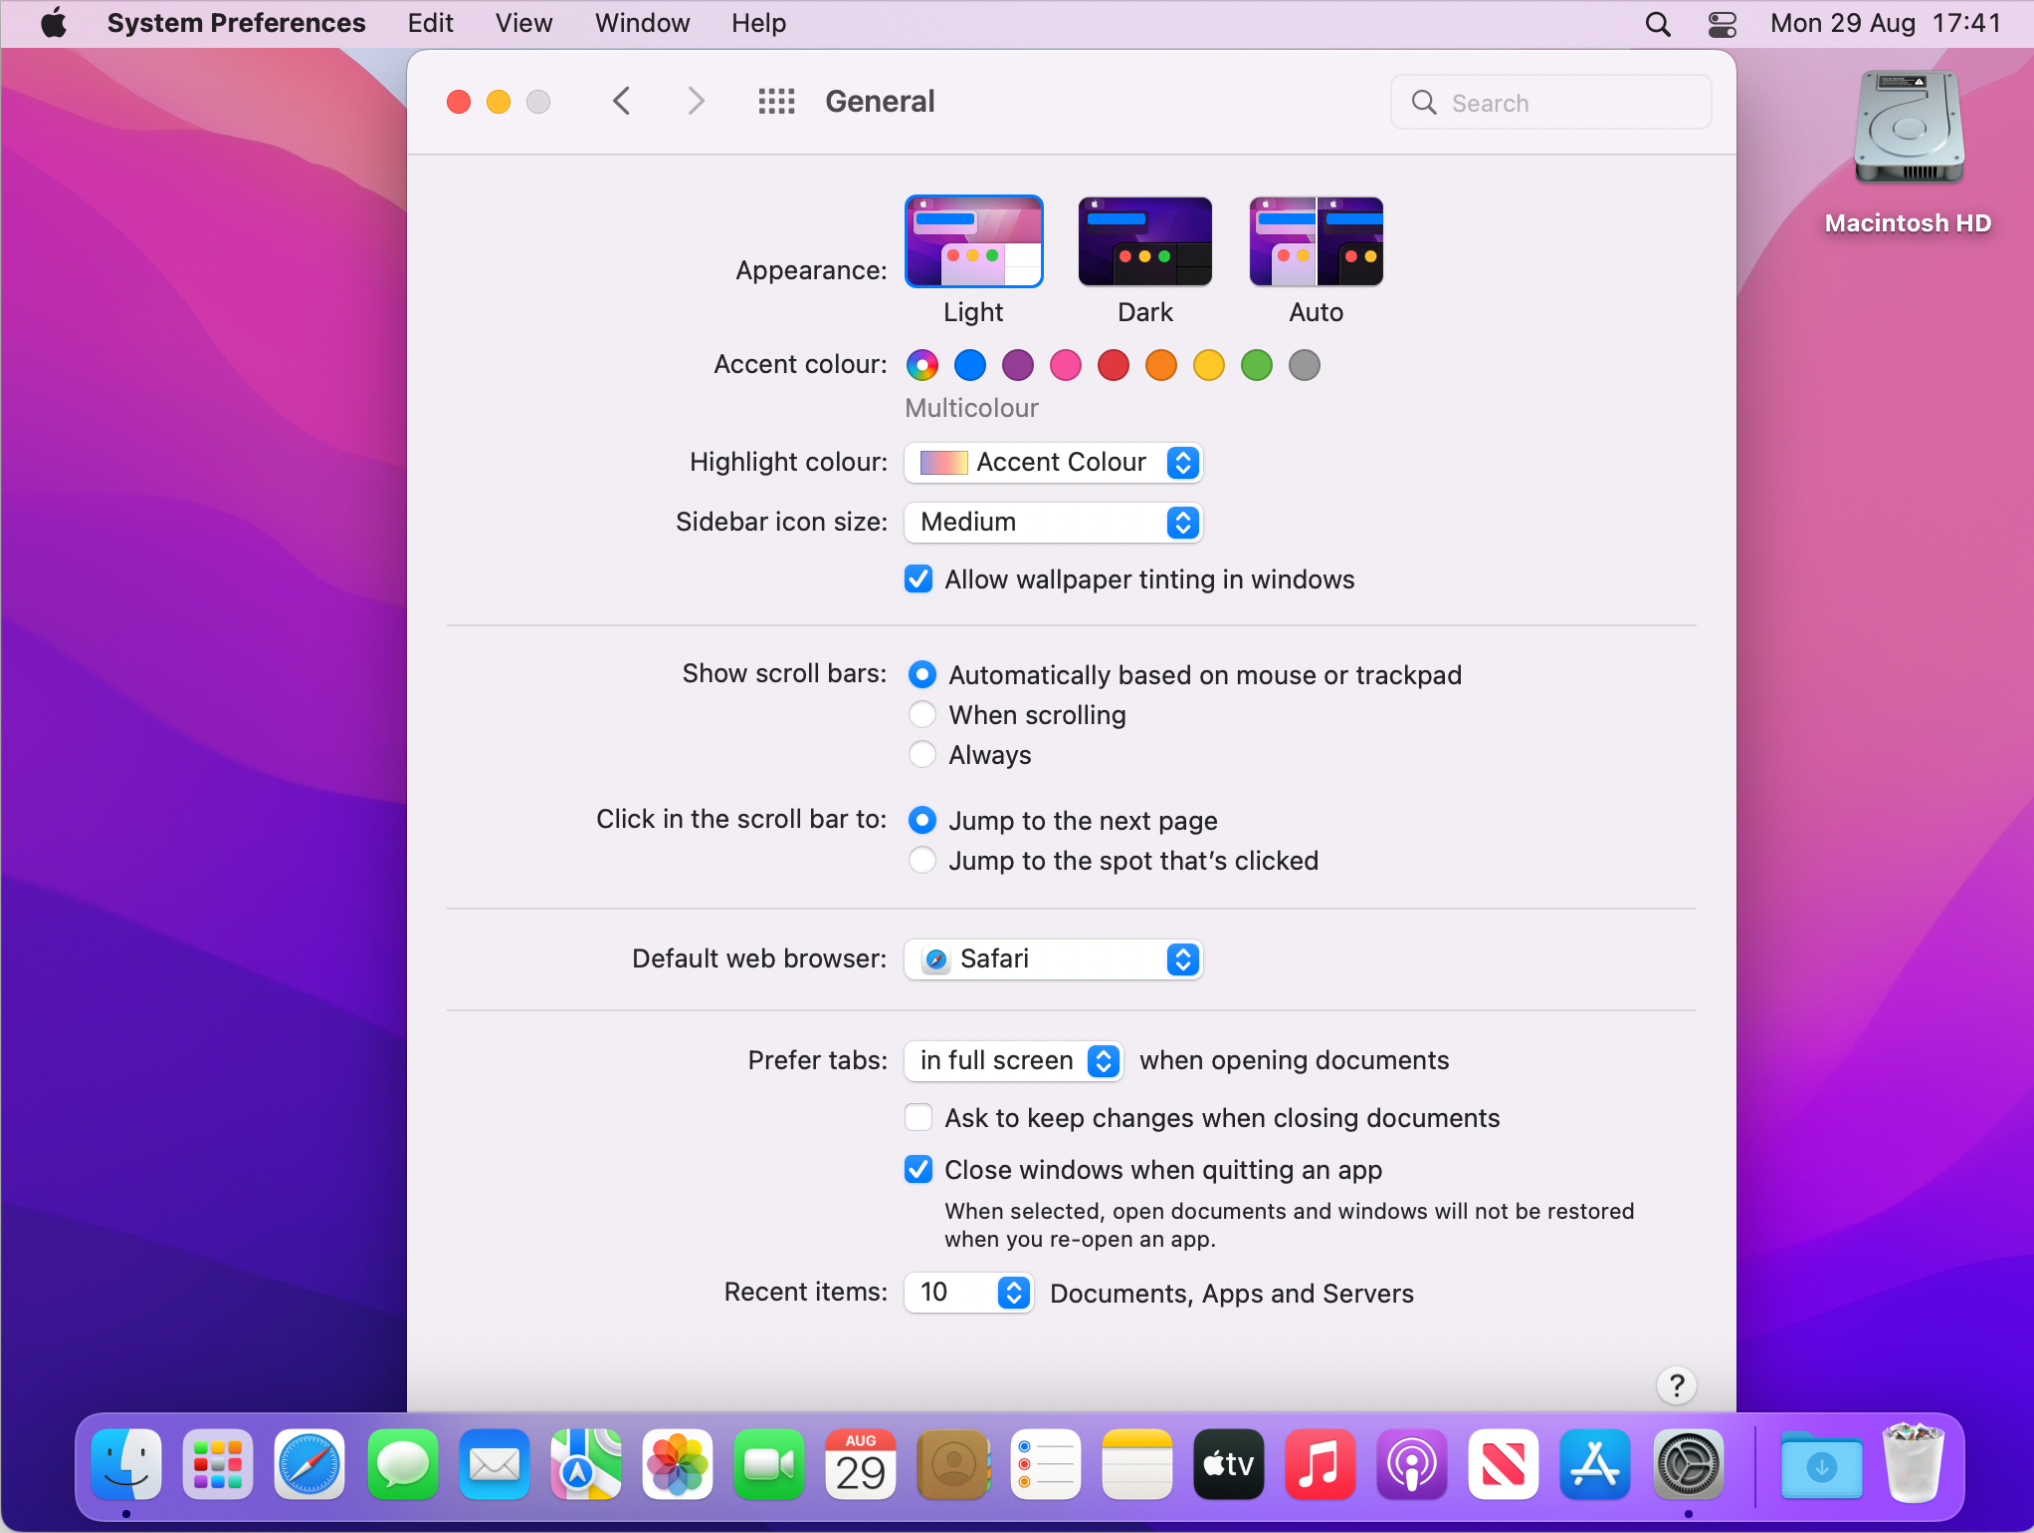 System Preferences Edit View Window Help Mon 29 Aug 17:41
General Search
Macintosh HD
Appearance:
Light Dark Auto
Accent colour:
Multicolour
Highlight colour: Accent Colour
Sidebar icon size: Medium
Allow wallpaper tinting in windows
Show scroll bars: Automatically based on mouse or trackpad
When scrolling
Always
Click in the scroll bar to: Jump to the next page
Jump to the spot that’s clicked
Default web browser: Safari
Prefer tabs: in full screen when opening documents
Ask to keep changes when closing documents
Close windows when quitting an app
When selected, open documents and windows will not be restored
when you re-open an app.
Recent items: 10 Documents, Apps and Servers
?
AUG
29
tv